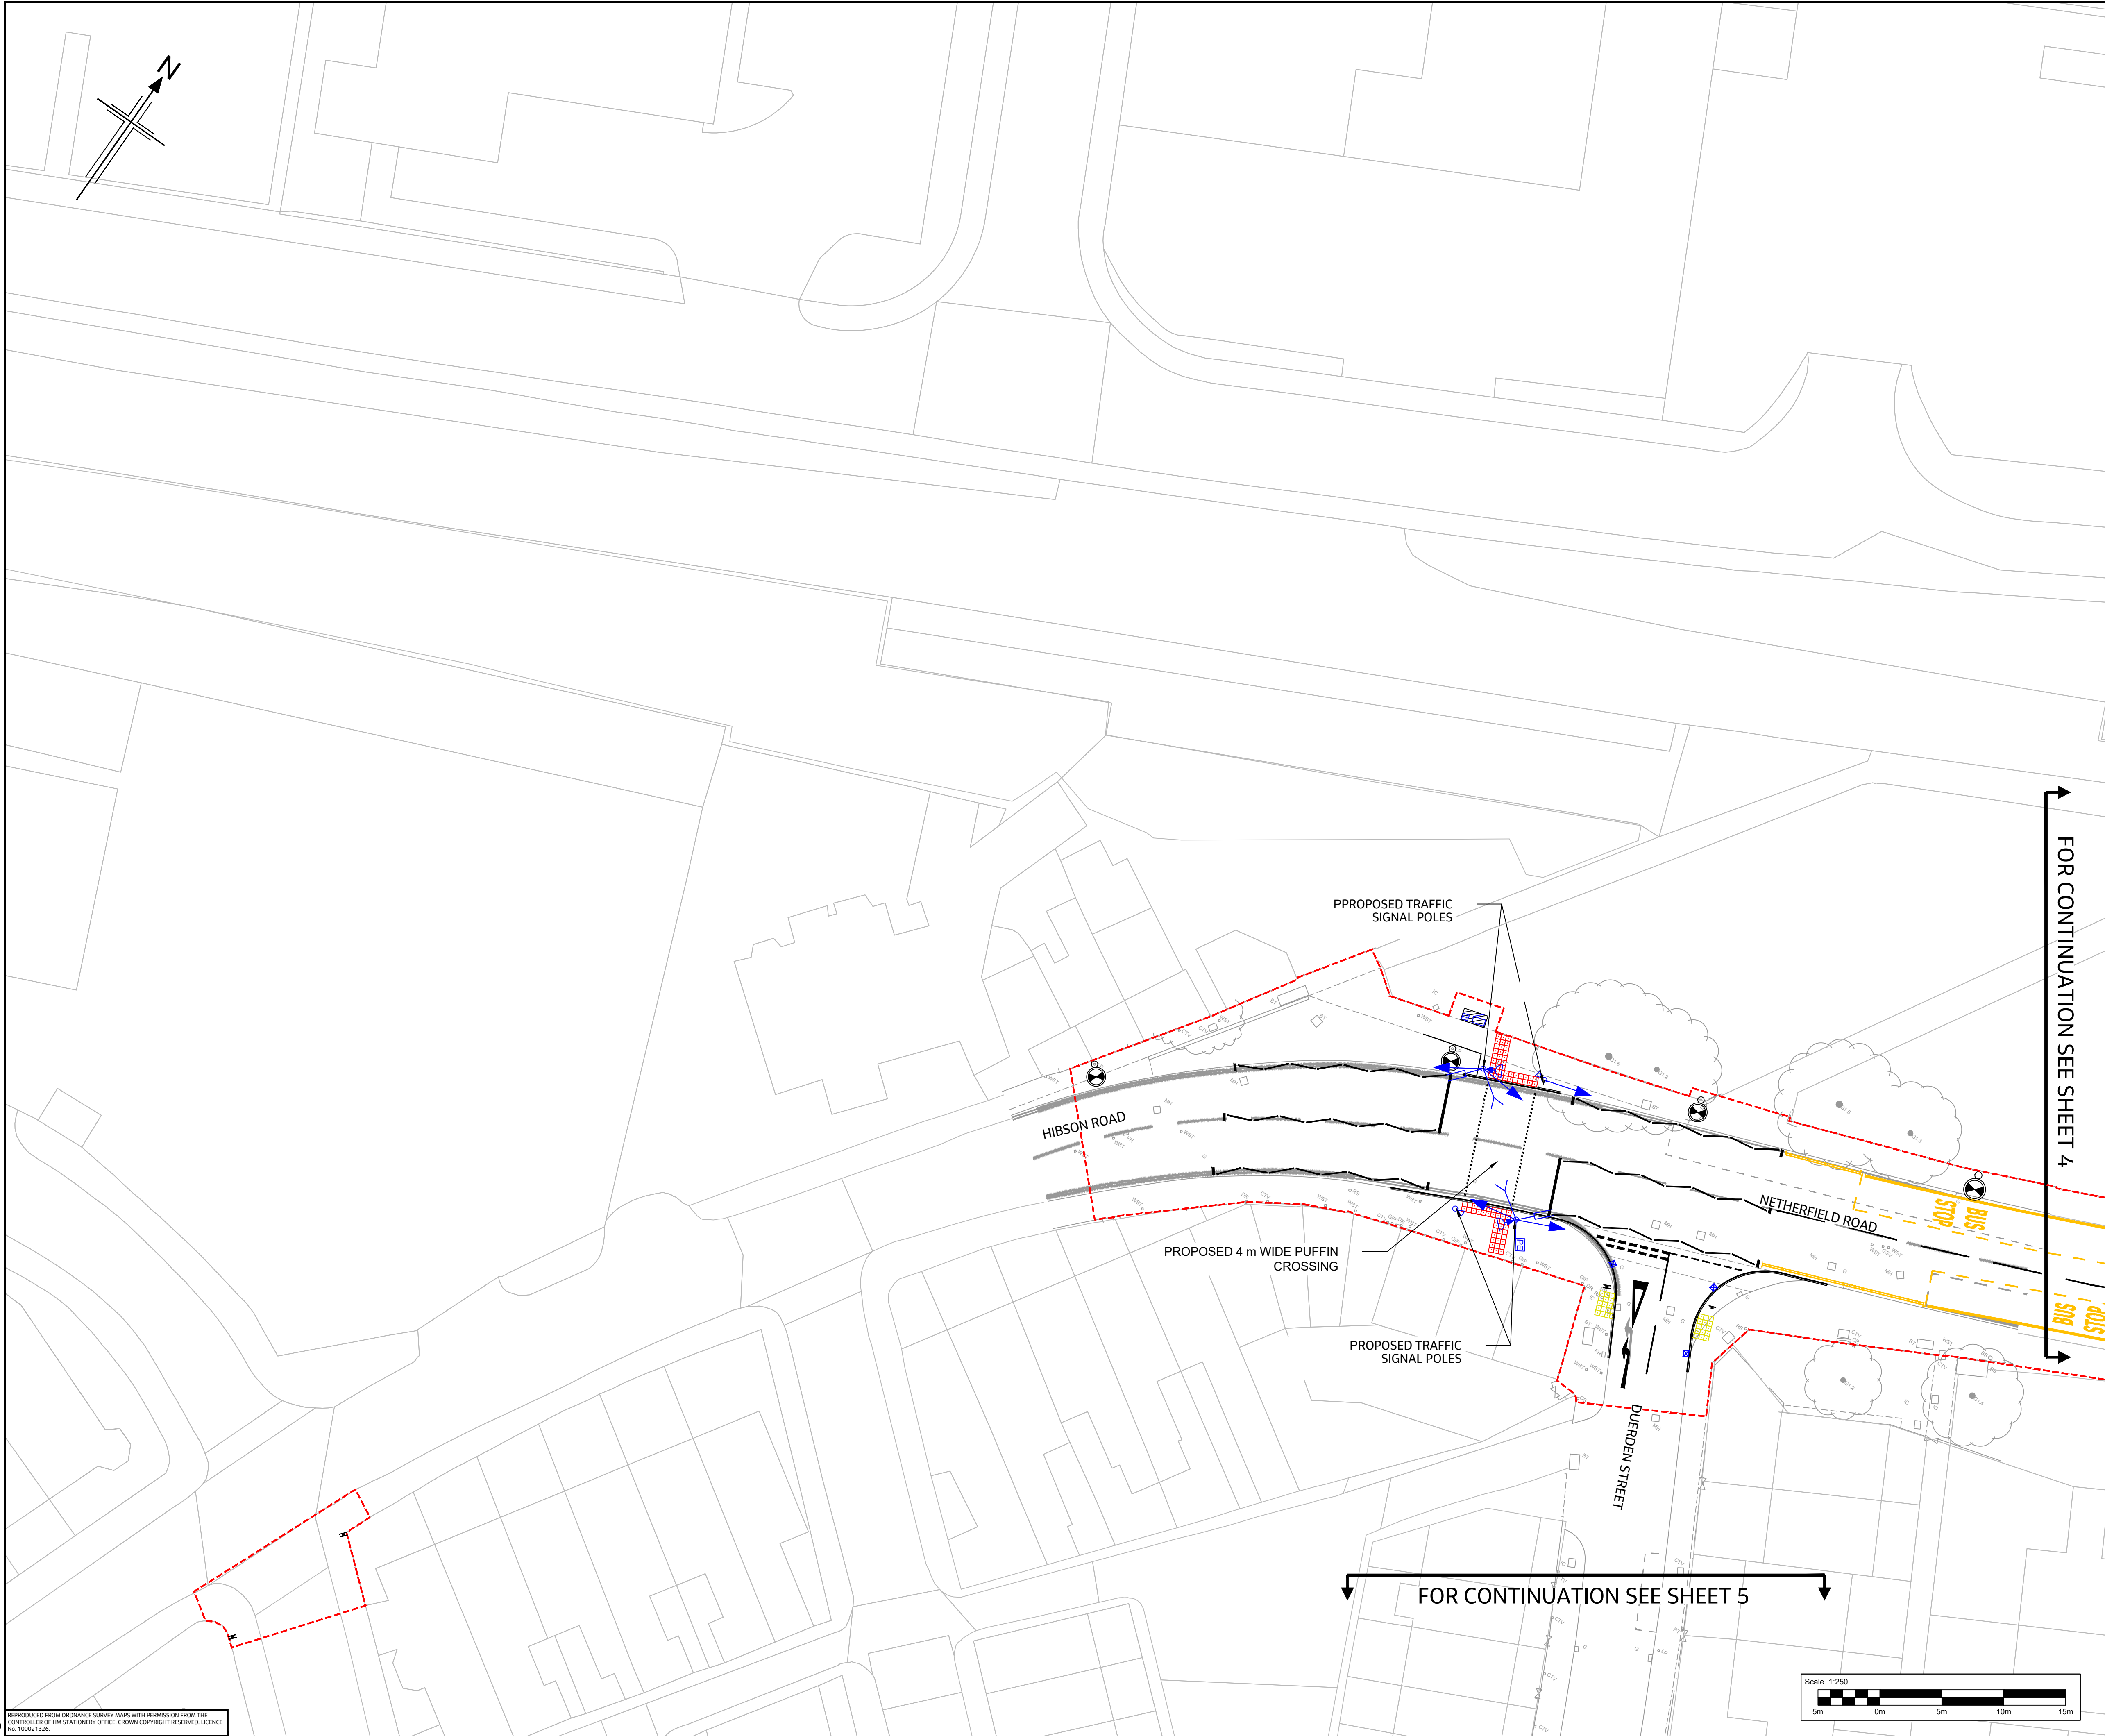 N
PPROPOSED TRAFFIC
SIGNAL POLES
FOR CONTINUATION SEE SHEET 4
HIBSON ROAD
NETHERFIELD ROAD
BUS
STOP
BUS
STOP
PROPOSED 4 m WIDE PUFFIN
CROSSING
PROPOSED TRAFFIC
SIGNAL POLES
DUERDEN STREET
FOR CONTINUATION SEE SHEET 5
Scale 1:250
5m 0m 5m 10m 15m
REPRODUCED FROM ORDNANCE SURVEY MAPS WITH PERMISSION FROM THE
CONTROLLER OF HM STATIONERY OFFICE. CROWN COPYRIGHT RESERVED. LICENCE
No. 100021326.